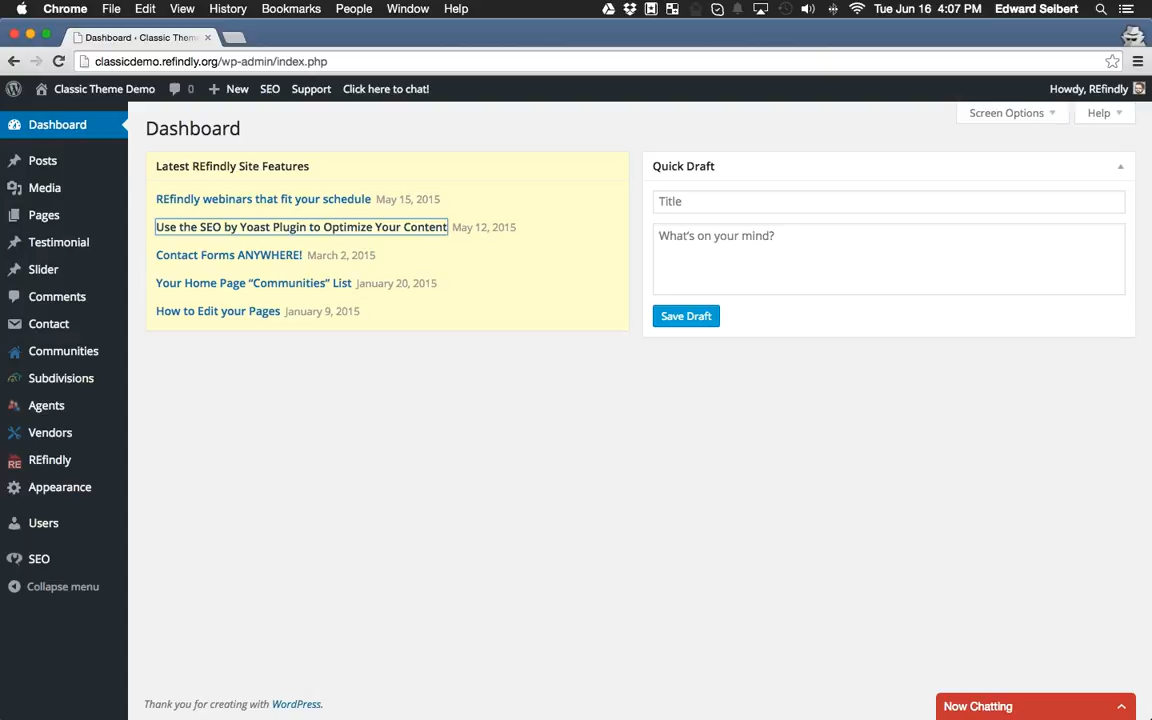 Chrome File Edit View History Bookmarks People Window Help Tue Jun 16 4:07 PM Edward Seibert
Dashboard ‹ Classic Them
classicdemo.refindly.org/wp-admin/index.php
Classic Theme Demo 0 New SEO Support Click here to chat! Howdy, REfindly
Screen Options Help
Dashboard
Posts
Media
Pages
Testimonial
Slider
Comments
Contact
Communities
Subdivisions
Agents
Vendors
RE REfindly
Appearance
Users
SEO
Collapse menu
Dashboard
Latest REfindly Site Features
REfindly webinars that fit your schedule May 15, 2015
Use the SEO by Yoast Plugin to Optimize Your Content May 12, 2015
Contact Forms ANYWHERE! March 2, 2015
Your Home Page “Communities” List January 20, 2015
How to Edit your Pages January 9, 2015
Quick Draft
Title
What's on your mind?
Save Draft
Thank you for creating with WordPress.
Now Chatting